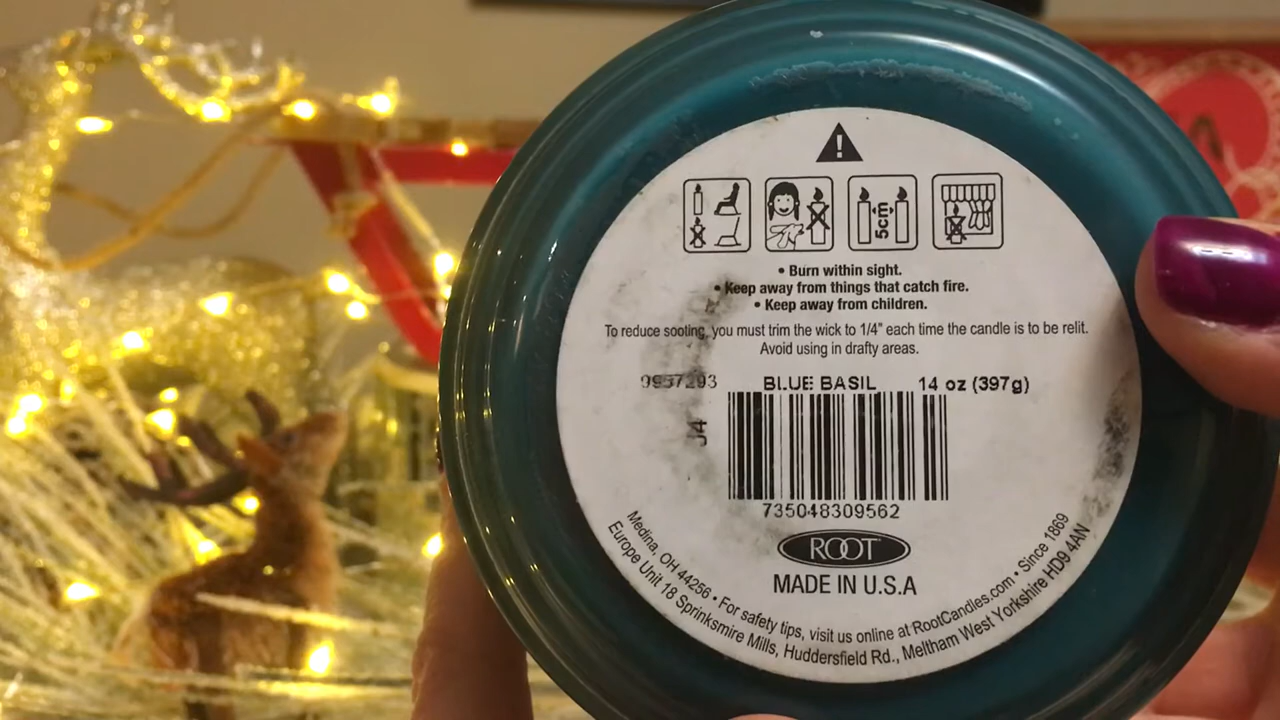 5cm
• Burn within sight.
• Keep away from things that catch fire.
• Keep away from children.
To reduce sooting, you must trim the wick to 1/4" each time the candle is to be relit.
Avoid using in drafty areas.
0957293 BLUE BASIL 14 oz (397g)
J4
735048309562
ROOT
MADE IN U.S.A
Medina, OH 44256 • For safety tips, visit us online at RootCandles.com • Since 1869
Europe Unit 18 Sprinksmire Mills, Huddersfield Rd., Meltham West Yorkshire HD9 4AN